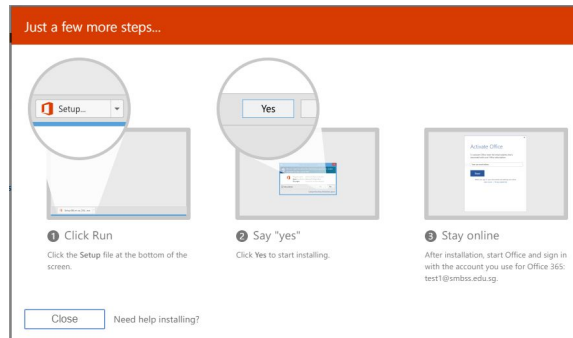 Just a few more steps...
Setup...
Yes
Activate Office
1 Click Run
Click the Setup file at the bottom of the
screen.
2 Say "yes"
Click Yes to start installing.
3 Stay online
After installation, start Office and sign in
with the account you use for Office 365:
test1@smbss.edu.sg.
Close
Need help installing?